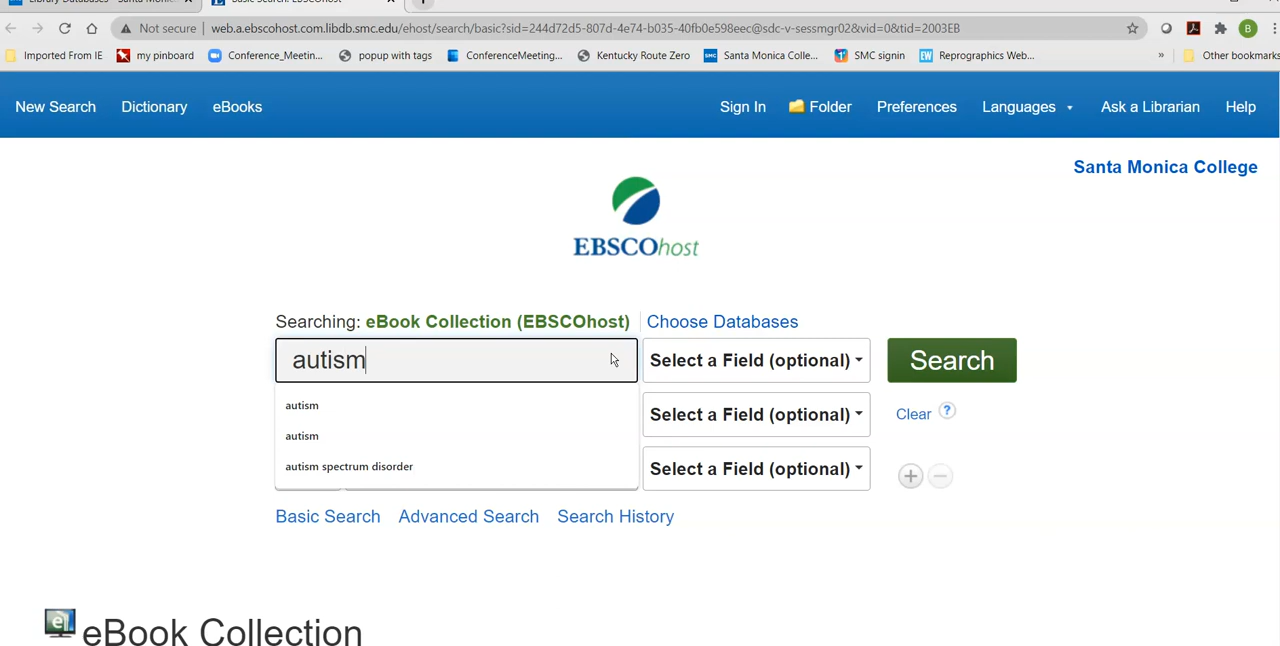 Library Databases - Santa Monica
Basic Search: EBSCOhost
Not secure web.a.ebscohost.com.libdb.smc.edu/ehost/search/basic?sid=244d72d5-807d-4e74-b035-40fb0e598eec@sdc-v-sessmgr02&vid=0&tid=2003EB
B
Imported From IE my pinboard Conference_Meetin... popup with tags ConferenceMeeting... Kentucky Route Zero SMC Santa Monica Colle... SMC signin EW Reprographics Web... » Other bookmarks
New Search Dictionary eBooks Sign In Folder Preferences Languages Ask a Librarian Help
Santa Monica College
EBSCOhost
Searching: eBook Collection (EBSCOhost) Choose Databases
autism Select a Field (optional) Search
autism Select a Field (optional) Clear ?
autism
autism spectrum disorder Select a Field (optional)
Basic Search Advanced Search Search History
e eBook Collection